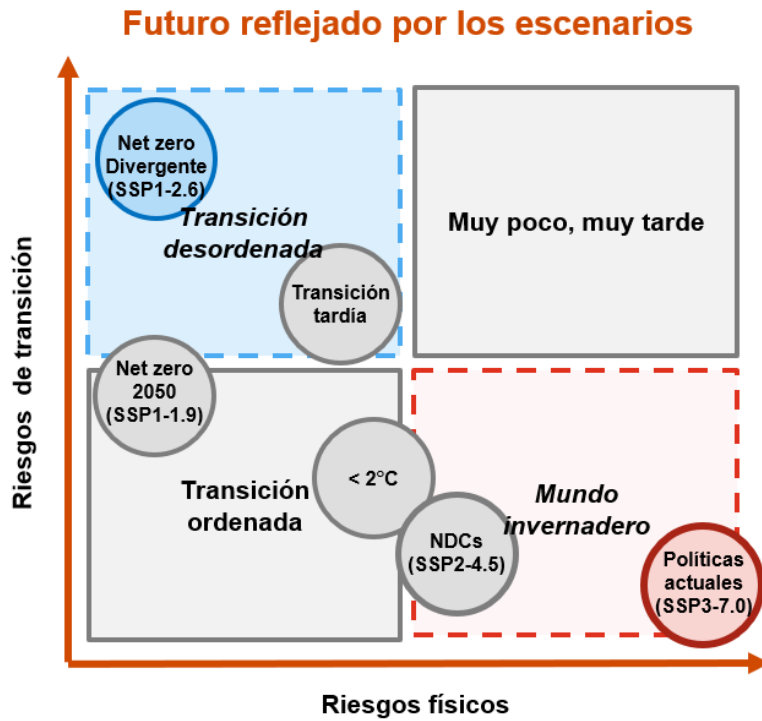 Futuro reflejado por los escenarios
Riesgos de transición
Net zero
Divergente
(SSP1-2.6)
Transición
desordenada
Transición
tardía
Muy poco, muy tarde
Net zero
2050
(SSP1-1.9)
Transición
ordenada
< 2°C
NDCs
(SSP2-4.5)
Mundo
invernadero
Políticas
actuales
(SSP3-7.0)
Riesgos físicos